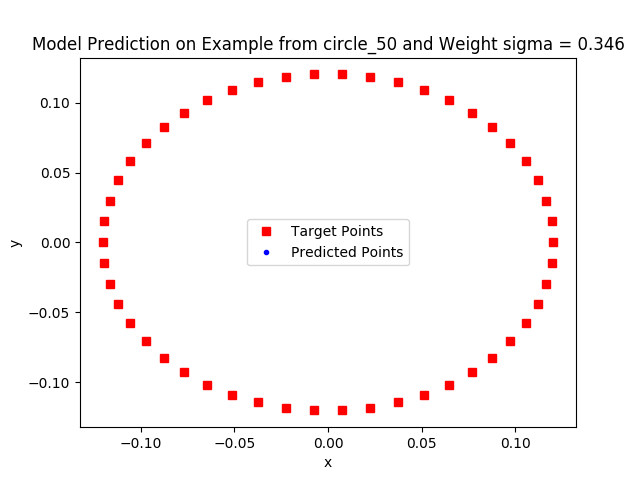 Model Prediction on Example from circle_50 and Weight sigma = 0.346
0.10
0.05
0.00
−0.05
−0.10
y
Target Points
Predicted Points
−0.10 −0.05 0.00 0.05 0.10
x